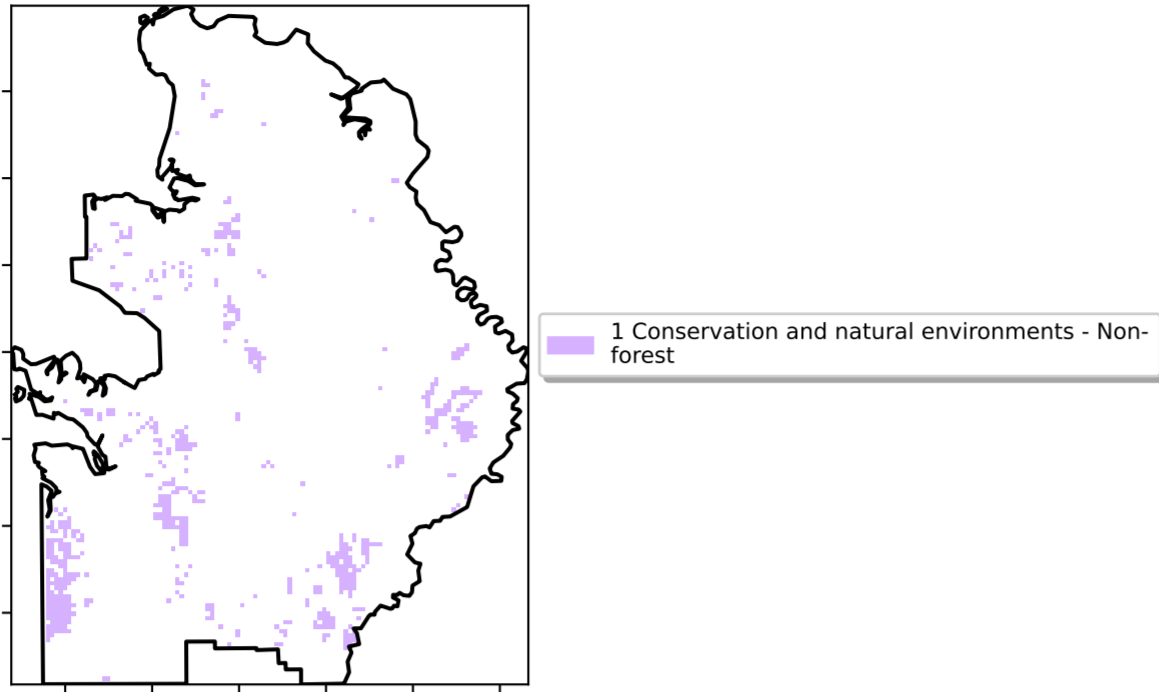 1 Conservation and natural environments - Non-
forest